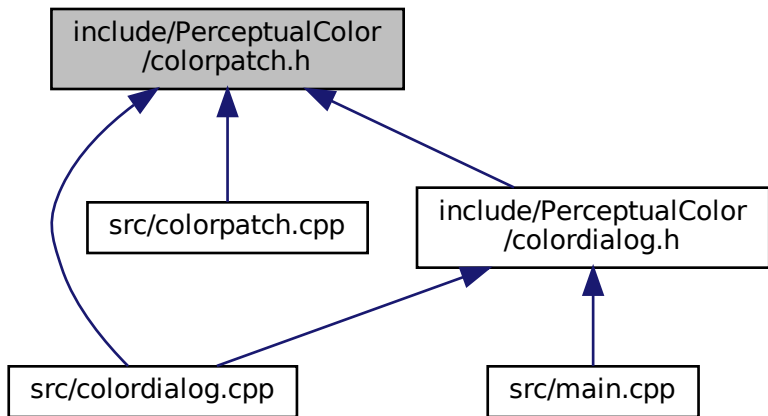 include/PerceptualColor
/colorpatch.h
src/colorpatch.cpp
include/PerceptualColor
/colordialog.h
src/colordialog.cpp
src/main.cpp